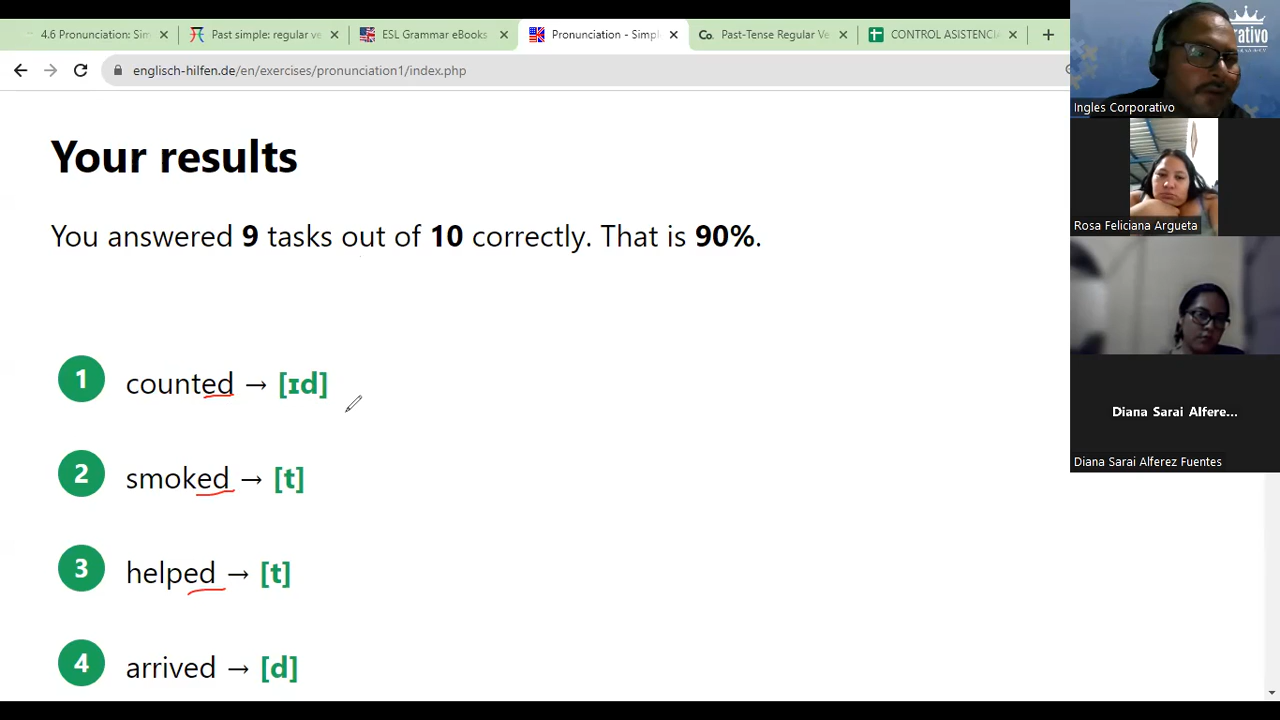 4.6 Pronunciation: Sim
Past simple: regular ve
ESL Grammar eBooks
Pronunciation - Simpl
Co. Past-Tense Regular Ve
CONTROL ASISTENCIA
englisch-hilfen.de/en/exercises/pronunciation1/index.php
Your results
You answered 9 tasks out of 10 correctly. That is 90%.
1 counted → [ɪd]
2 smoked → [t]
3 helped → [t]
4 arrived → [d]
Ingles Corporativo
Rosa Feliciana Argueta
Diana Sarai Alfere...
Diana Sarai Alferez Fuentes